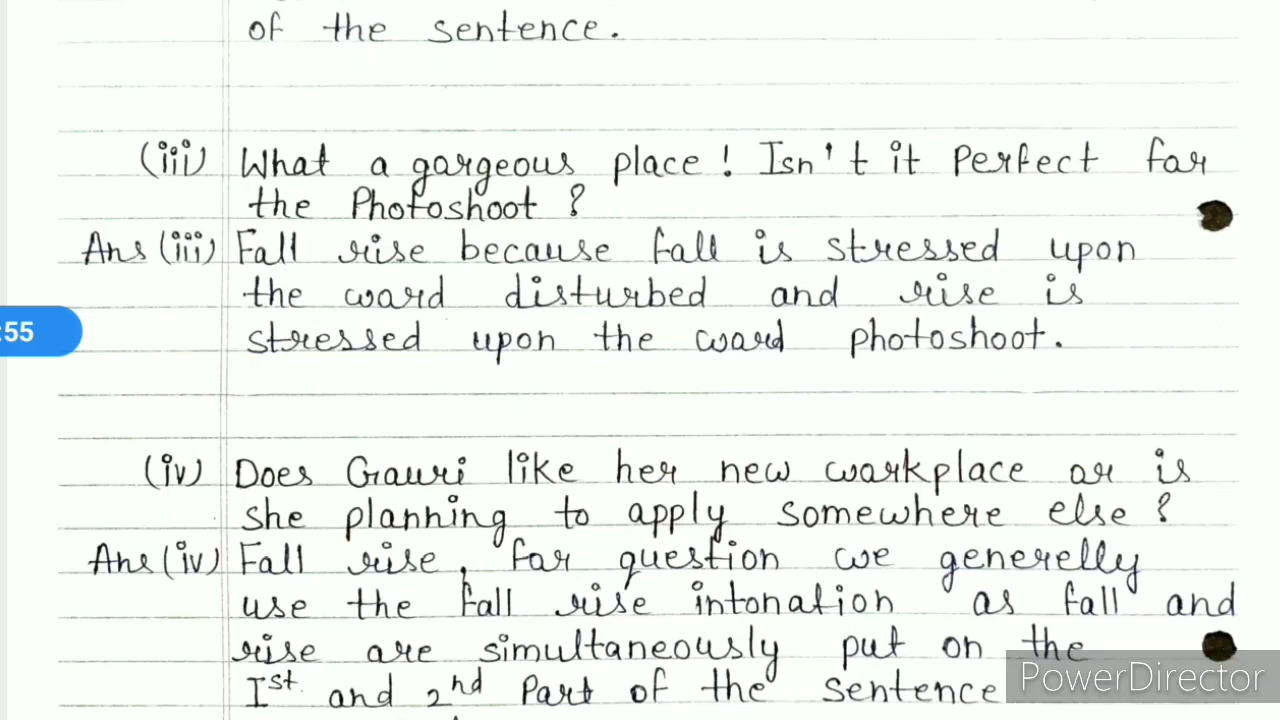 of the sentence.
(iii) What a gorgeous place! Isn't it Perfect for
the Photoshoot?
Ans (iii) Fall rise because fall is stressed upon
the word disturbed and rise is
:55
stressed upon the word photoshoot.
(iv) Does Gauri like her new workplace or is
she planning to apply somewhere else?
Ans (iv) Fall rise, for question we generelly
use the fall rise intonation as fall and
rise are simultaneously put on the
Ist and 2nd Part of the sentence
PowerDirector